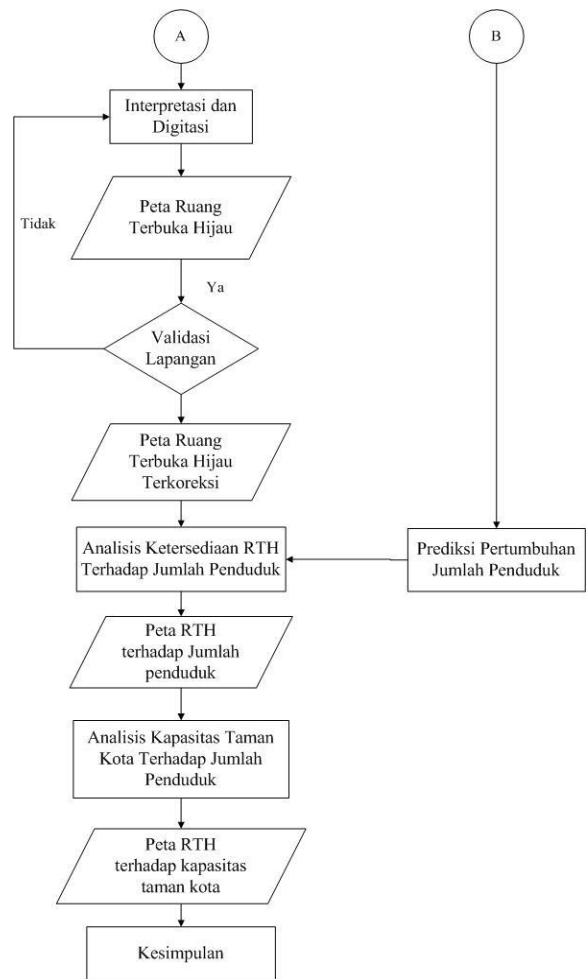 A
B
Interpretasi dan
Digitasi
Peta Ruang
Terbuka Hijau
Tidak
Ya
Validasi
Lapangan
Peta Ruang
Terbuka Hijau
Terkoreksi
Analisis Ketersediaan RTH
Terhadap Jumlah Penduduk
Prediksi Pertumbuhan
Jumlah Penduduk
Peta RTH
terhadap Jumlah
penduduk
Analisis Kapasitas Taman
Kota Terhadap Jumlah
Penduduk
Peta RTH
terhadap kapasitas
taman kota
Kesimpulan